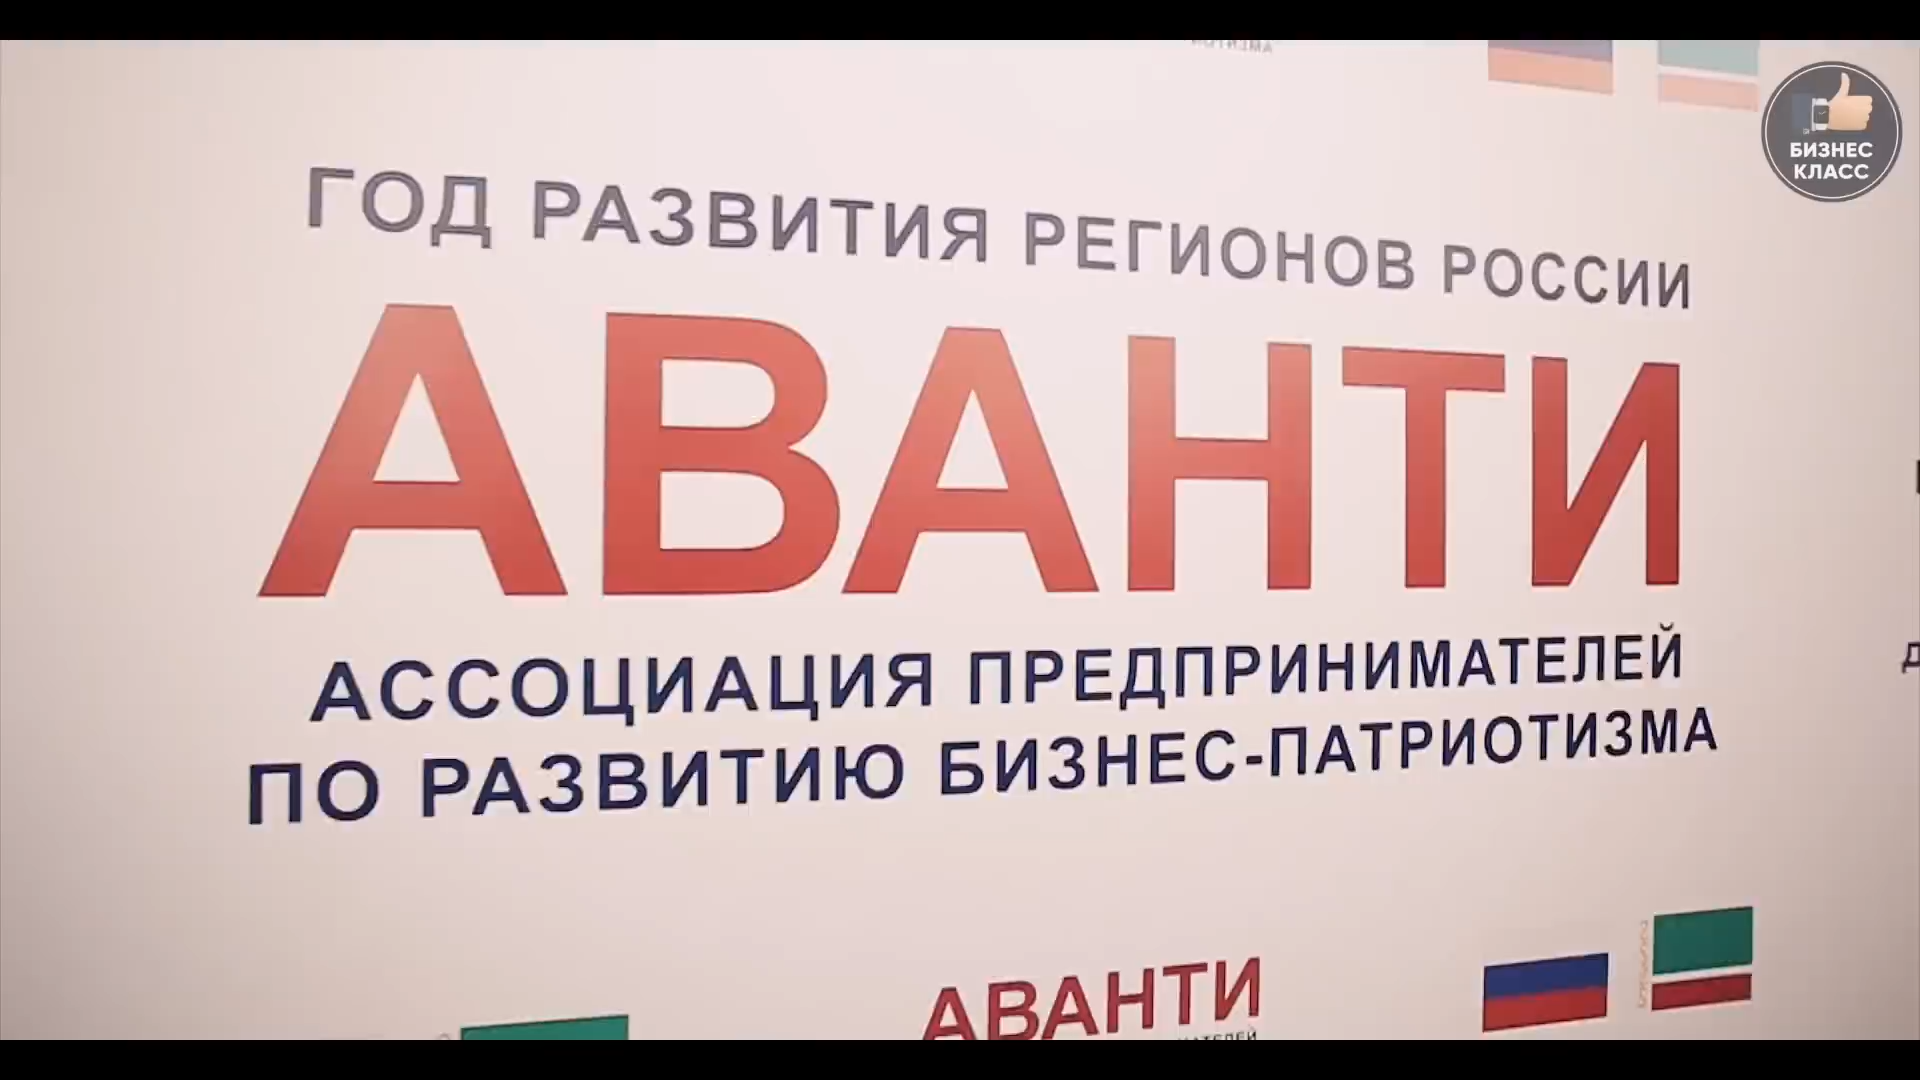 БИЗНЕС
КЛАСС
ГОД РАЗВИТИЯ РЕГИОНОВ РОССИИ
АВАНТИ
АССОЦИАЦИЯ ПРЕДПРИНИМАТЕЛЕЙ
ПО РАЗВИТИЮ БИЗНЕС-ПАТРИОТИЗМА
АВАНТИ